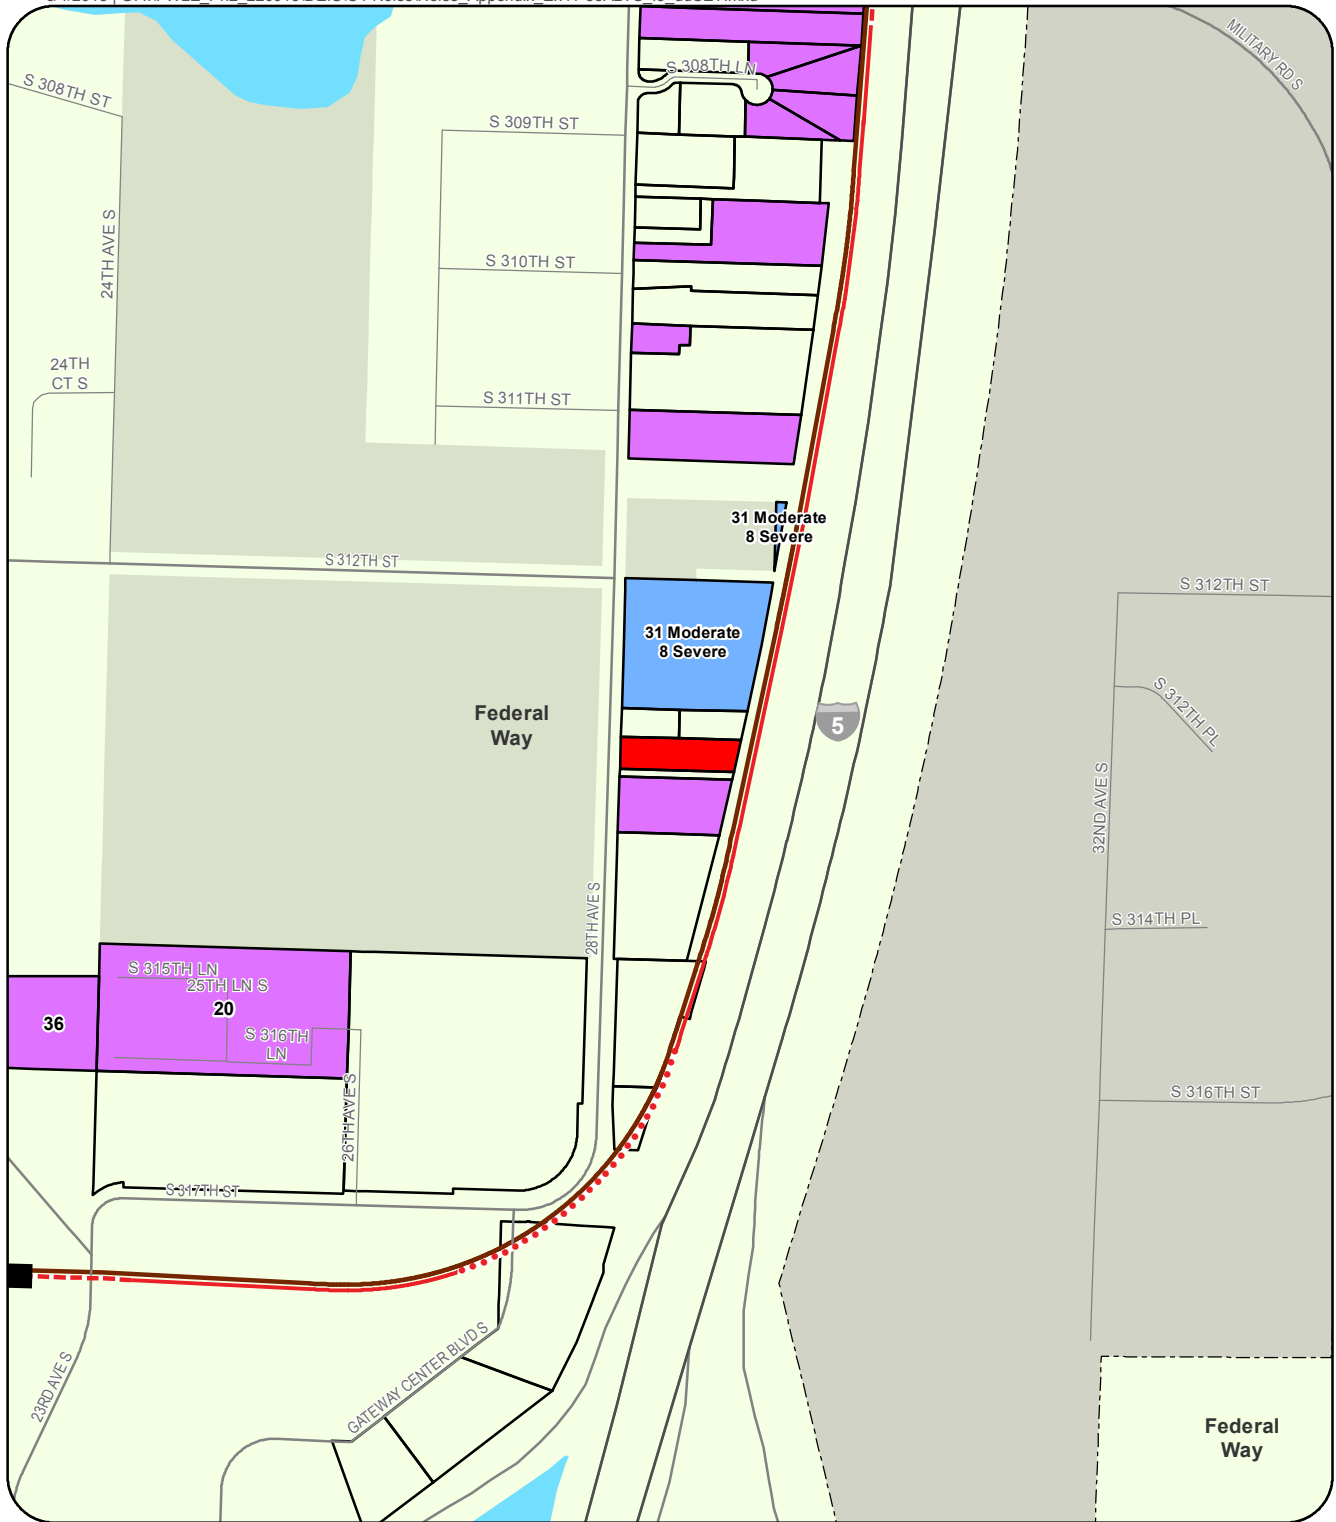 MILITARY RD S
S 308TH LN
S 308TH ST
S 309TH ST
24TH AVE S
S 310TH ST
24TH
CT S
S 311TH ST
31 Moderate
8 Severe
S 312TH ST
S 312TH ST
31 Moderate
8 Severe
S 312TH PL
Federal
Way
5
32ND AVE S
28TH AVE S
S 314TH PL
S 315TH LN
25TH LN S
20
36
S 316TH
LN
26TH AVE S
S 316TH ST
S 317TH ST
GATEWAY CENTER BLVD S
23RD AVE S
Federal
Way